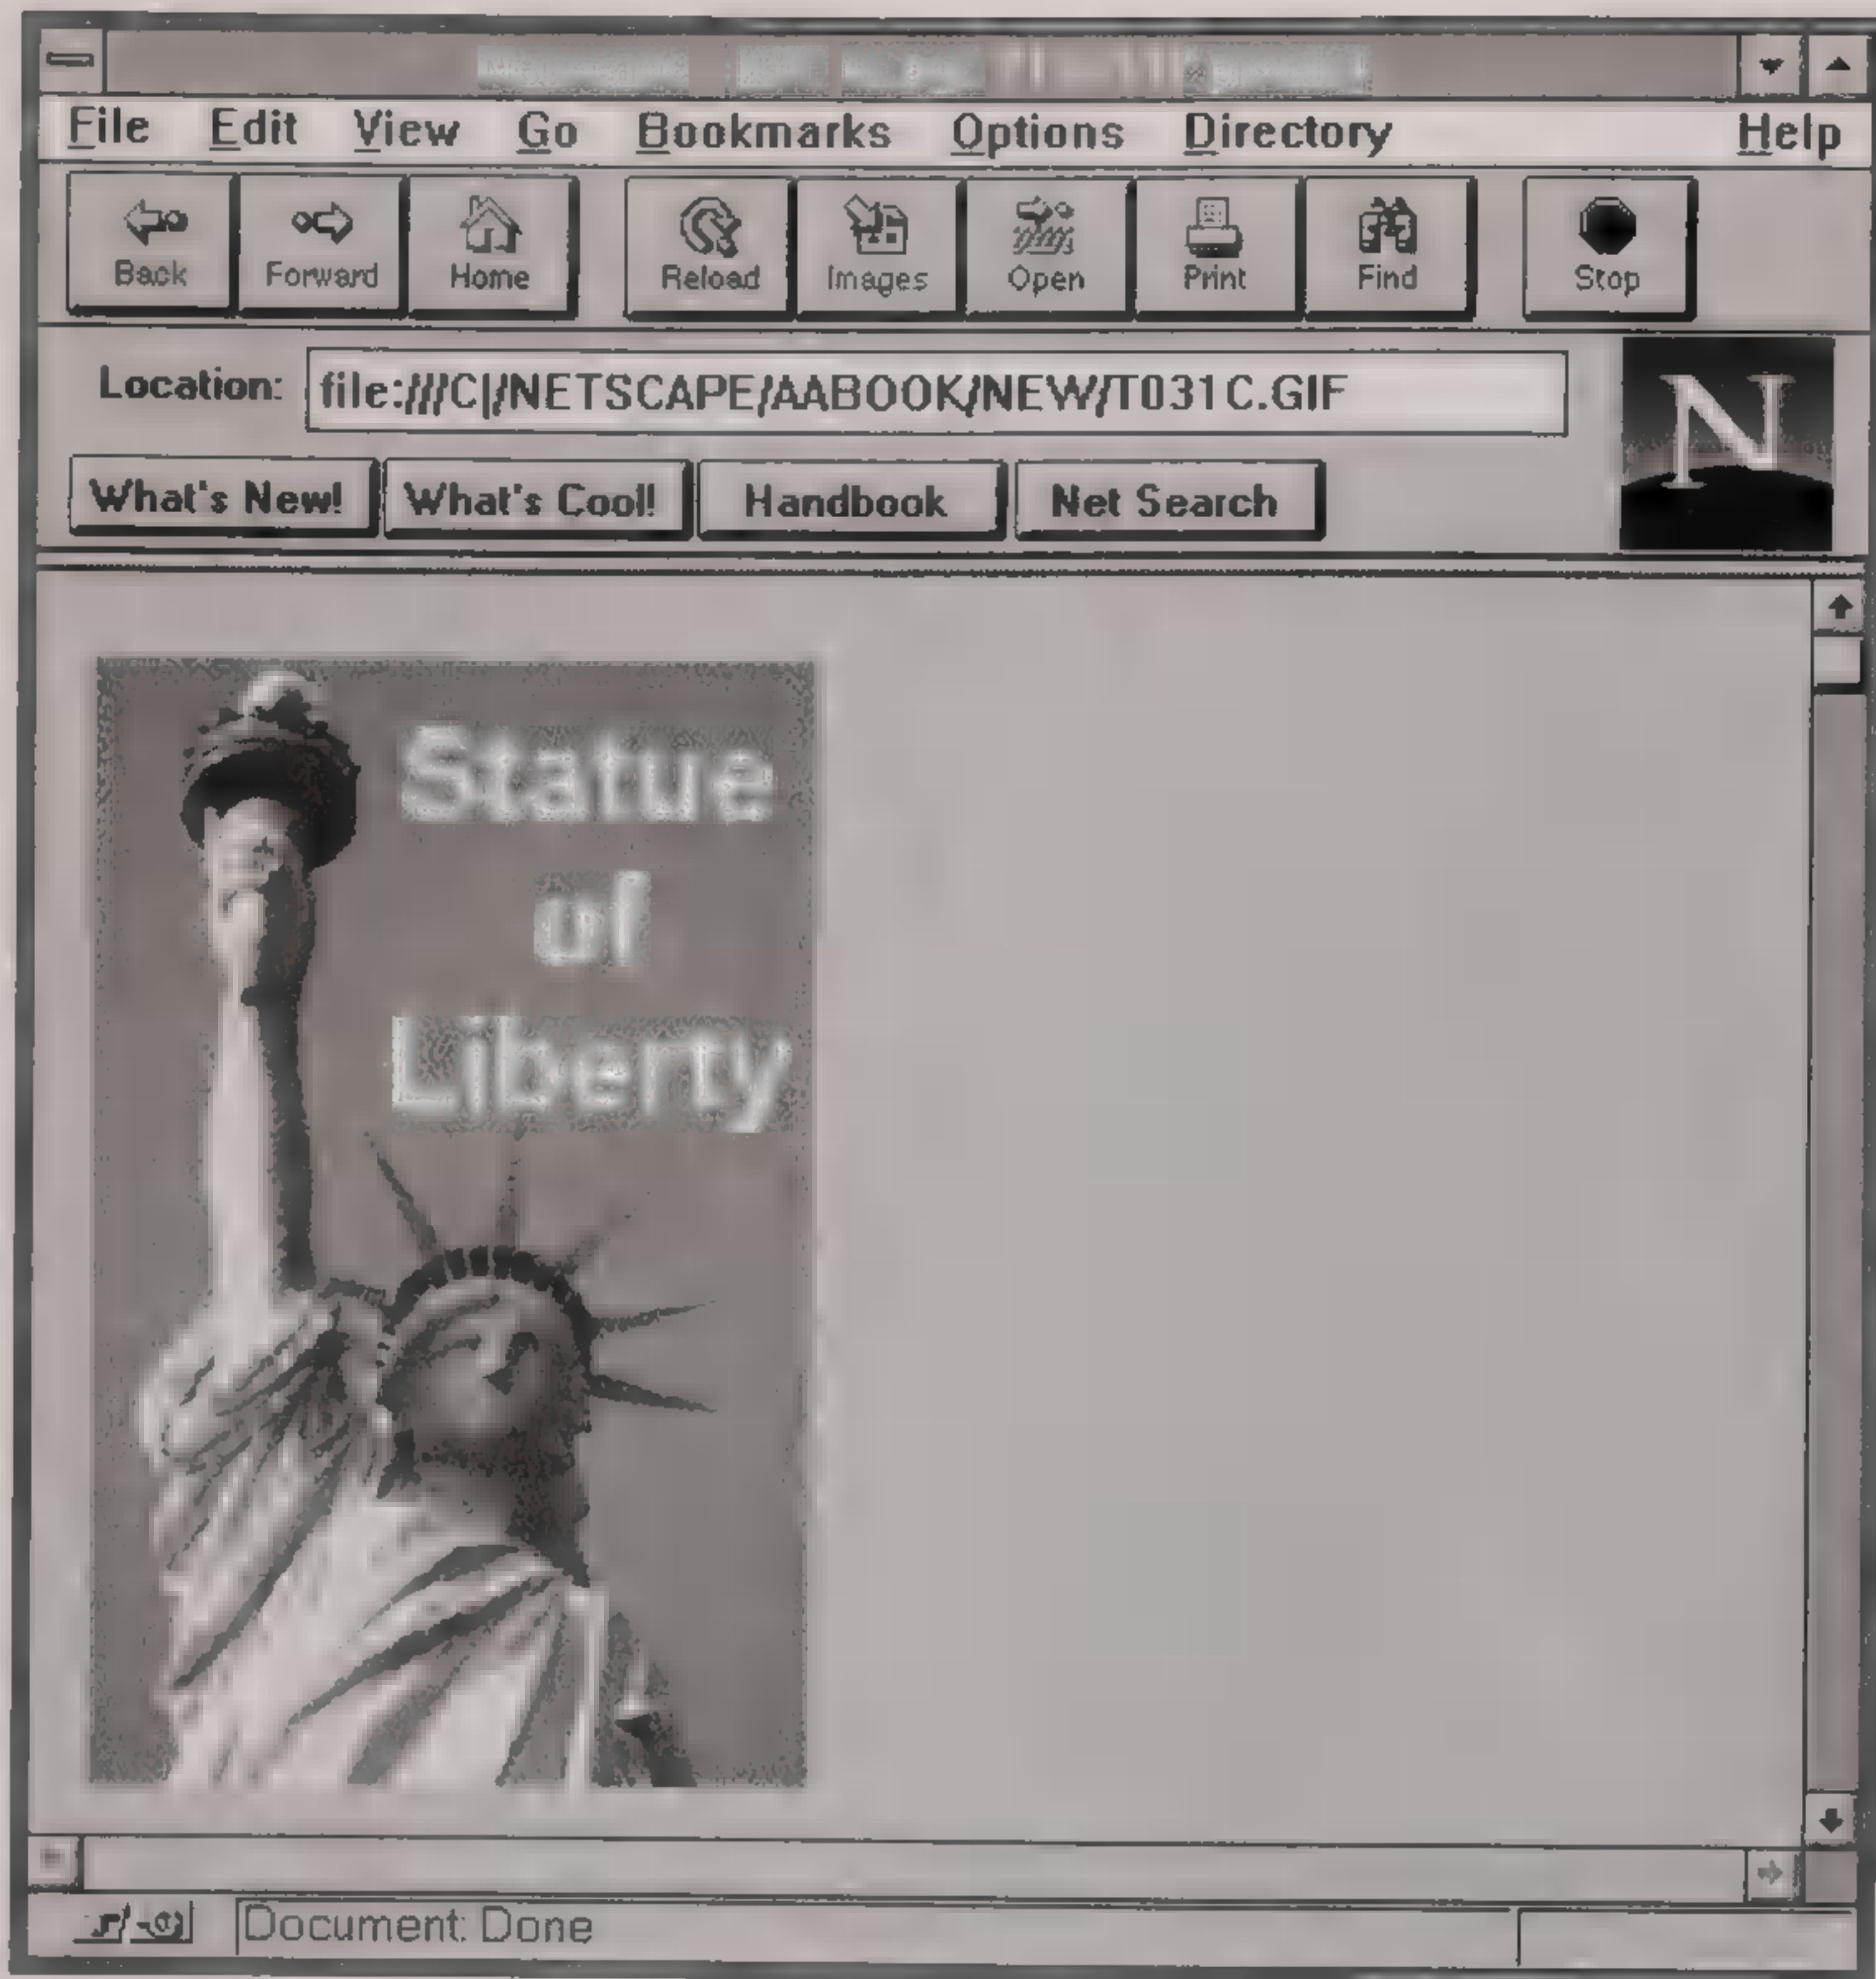 File Edit View Go Bookmarks Options Directory Help
Back Forward Home Reload Images Open Print Find Stop
Location: file:///C|/NETSCAPE/AABOOK/NEW/T031C.GIF
N
What's New! What's Cool! Handbook Net Search
Statue
of
Liberty
Document: Done